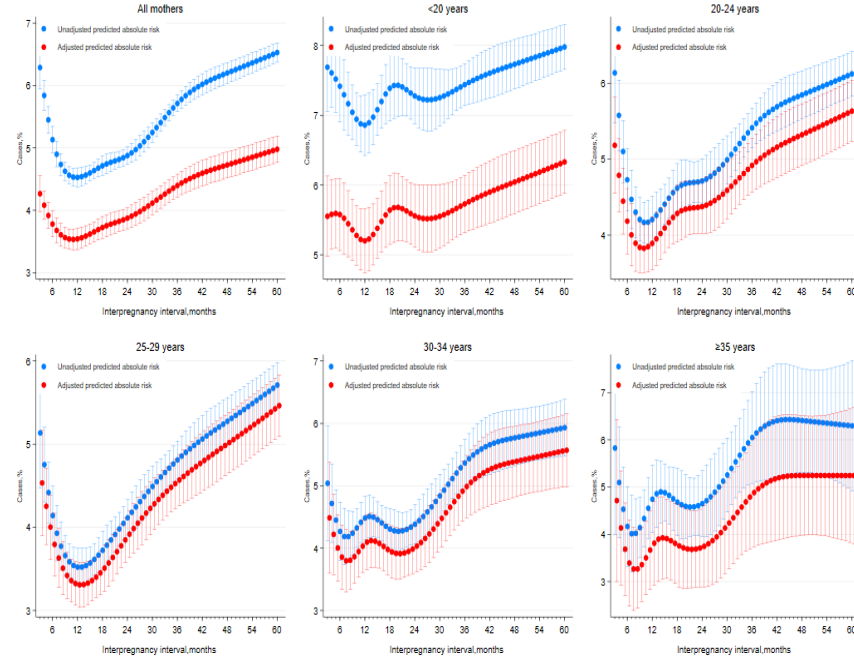 All mothers
7
6
5
4
3
Cases,%
Unadjusted predicted absolute risk
Adjusted predicted absolute risk
6 12 18 24 30 36 42 48 54 60
Interpregnancy interval,months
<20 years
8
7
6
5
Cases,%
Unadjusted predicted absolute risk
Adjusted predicted absolute risk
6 12 18 24 30 36 42 48 54 60
Interpregnancy interval,months
20-24 years
6
5
4
Cases,%
Unadjusted predicted absolute risk
Adjusted predicted absolute risk
6 12 18 24 30 36 42 48 54 60
Interpregnancy interval,months
25-29 years
6
5
4
3
Cases,%
Unadjusted predicted absolute risk
Adjusted predicted absolute risk
6 12 18 24 30 36 42 48 54 60
Interpregnancy interval,months
30-34 years
7
6
5
4
3
Cases,%
Unadjusted predicted absolute risk
Adjusted predicted absolute risk
6 12 18 24 30 36 42 48 54 60
Interpregnancy interval,months
≥35 years
7
6
5
4
3
Cases,%
Unadjusted predicted absolute risk
Adjusted predicted absolute risk
6 12 18 24 30 36 42 48 54 60
Interpregnancy interval,months